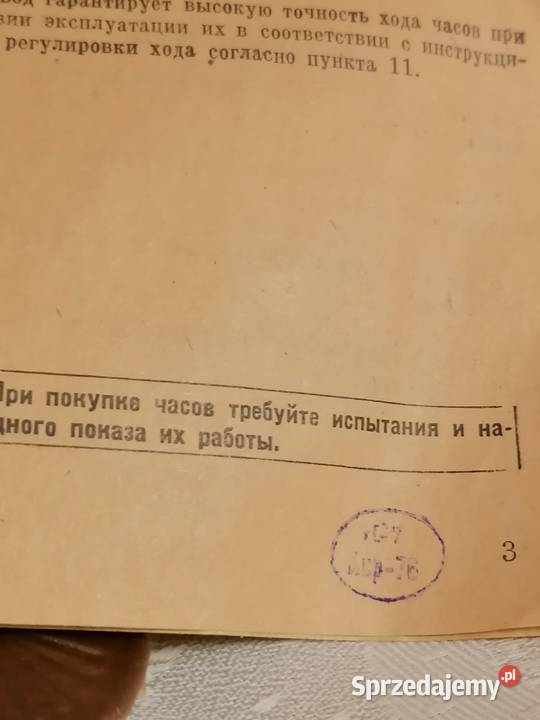 вод гарантирует высокую точность хода часов при
вии эксплуатации их в соответствии с инструкци-
регулировки хода согласно пункта 11.
При покупке часов требуйте испытания и на-
дного показа их работы.
3
Sprzedajemy.pl